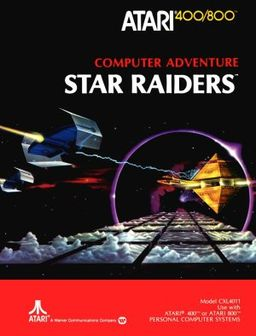 ATARI 400/800™
COMPUTER ADVENTURE
STAR RAIDERS™
ATARI®
A Warner Communications Company
Model CXL4011
Use with
ATARI® 400™ or ATARI 800™
PERSONAL COMPUTER SYSTEMS